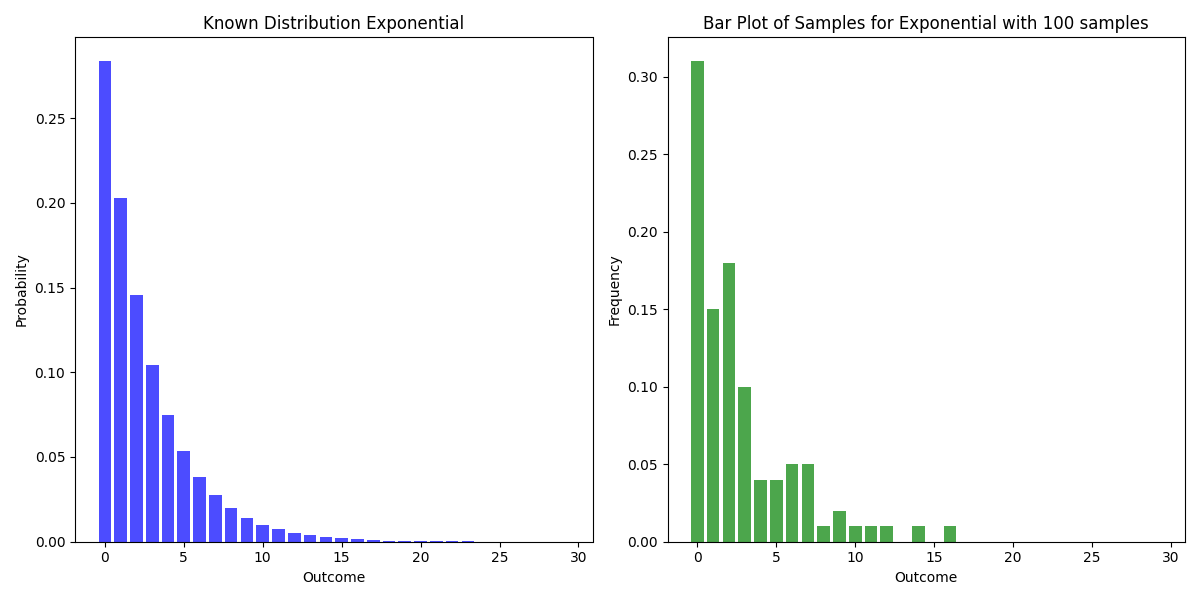 Known Distribution Exponential
0.25
0.20
0.15
0.10
0.05
0.00
Probability
0 5 10 15 20 25 30
Outcome
Bar Plot of Samples for Exponential with 100 samples
0.30
0.25
0.20
0.15
0.10
0.05
0.00
Frequency
0 5 10 15 20 25 30
Outcome